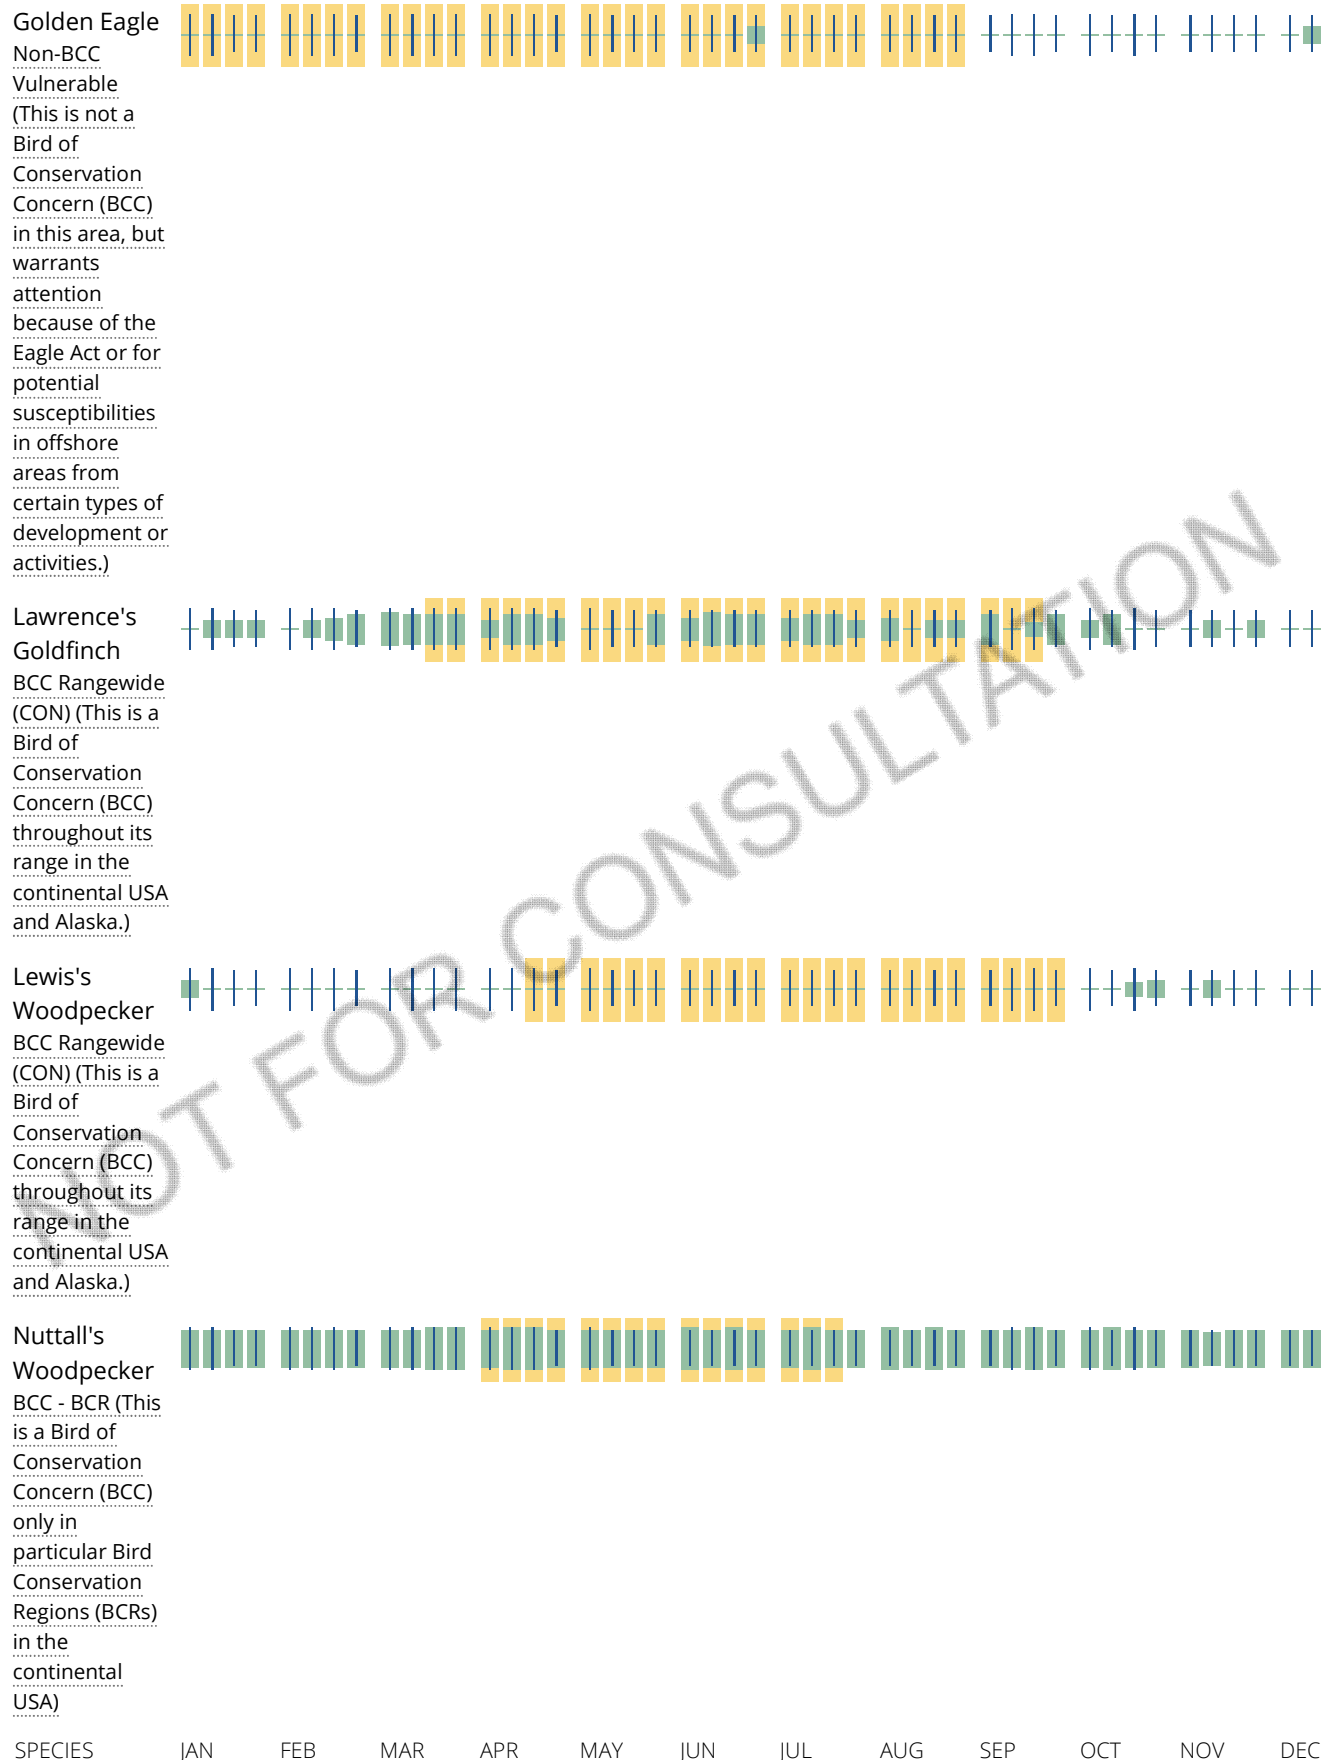 Golden Eagle
Non-BCC
Vulnerable
(This is not a
Bird of
Conservation
Concern (BCC)
in this area, but
warrants
attention
because of the
Eagle Act or for
potential
susceptibilities
in offshore
areas from
certain types of
development or
activities.)
Lawrence's
Goldfinch
BCC Rangewide
(CON) (This is a
Bird of
Conservation
Concern (BCC)
throughout its
range in the
continental USA
and Alaska.)
Lewis's
Woodpecker
BCC Rangewide
(CON) (This is a
Bird of
Conservation
Concern (BCC)
throughout its
range in the
continental USA
and Alaska.)
Nuttall's
Woodpecker
BCC - BCR (This
is a Bird of
Conservation
Concern (BCC)
only in
particular Bird
Conservation
Regions (BCRs)
in the
continental
USA)
SPECIES JAN FEB MAR APR MAY JUN JUL AUG SEP OCT NOV DEC
NOT FOR CONSULTATION